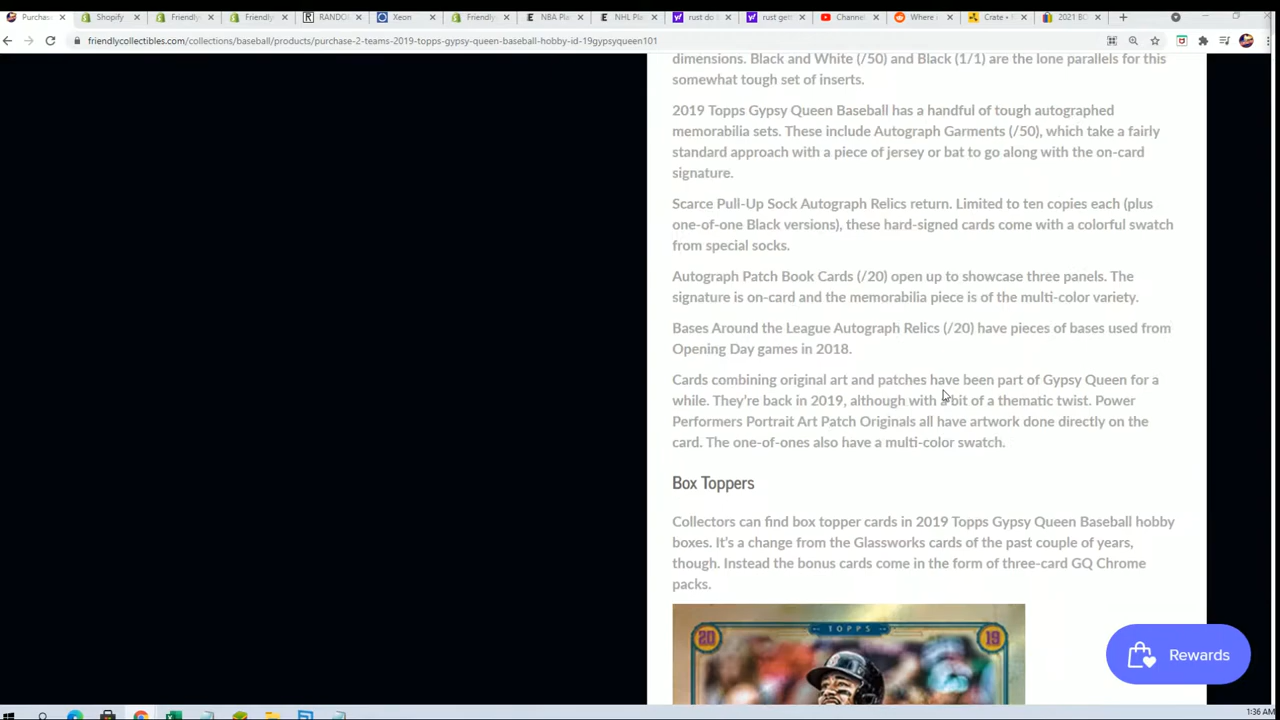 Purchas
Shopify
Friendly
Friendly
RANDO
Xeon
Friendly
NBA Pla
NHL Pla
rust do
rust get
Channel
Where
Crate •
2021 BO
friendlycollectibles.com/collections/baseball/products/purchase-2-teams-2019-topps-gypsy-queen-baseball-hobby-id-19gypsyqueen101
dimensions. Black and White (/50) and Black (1/1) are the lone parallels for this
somewhat tough set of inserts.
2019 Topps Gypsy Queen Baseball has a handful of tough autographed
memorabilia sets. These include Autograph Garments (/50), which take a fairly
standard approach with a piece of jersey or bat to go along with the on-card
signature.
Scarce Pull-Up Sock Autograph Relics return. Limited to ten copies each (plus
one-of-one Black versions), these hard-signed cards come with a colorful swatch
from special socks.
Autograph Patch Book Cards (/20) open up to showcase three panels. The
signature is on-card and the memorabilia piece is of the multi-color variety.
Bases Around the League Autograph Relics (/20) have pieces of bases used from
Opening Day games in 2018.
Cards combining original art and patches have been part of Gypsy Queen for a
while. They're back in 2019, although with a bit of a thematic twist. Power
Performers Portrait Art Patch Originals all have artwork done directly on the
card. The one-of-ones also have a multi-color swatch.
Box Toppers
Collectors can find box topper cards in 2019 Topps Gypsy Queen Baseball hobby
boxes. It's a change from the Glassworks cards of the past couple of years,
though. Instead the bonus cards come in the form of three-card GQ Chrome
packs.
TOPPS
20
19
Rewards
1:36 AM